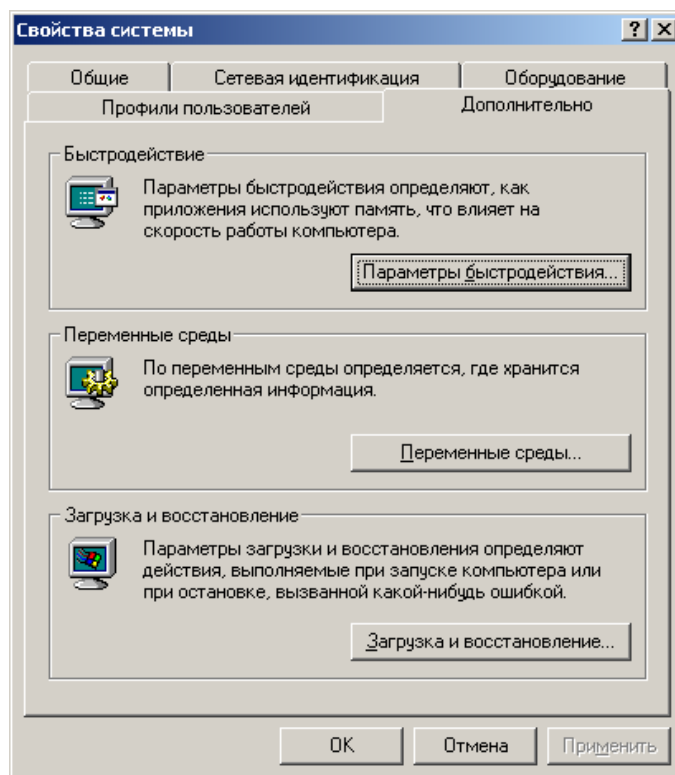 Свойства системы
Общие
Сетевая идентификация
Оборудование
Профили пользователей
Дополнительно
Быстродействие
Параметры быстродействия определяют, как
приложения используют память, что влияет на
скорость работы компьютера.
Параметры быстродействия...
Переменные среды
По переменным среды определяется, где хранится
определенная информация.
Переменные среды...
Загрузка и восстановление
Параметры загрузки и восстановления определяют
действия, выполняемые при запуске компьютера или
при остановке, вызванной какой-нибудь ошибкой.
Загрузка и восстановление...
OK
Отмена
Применить